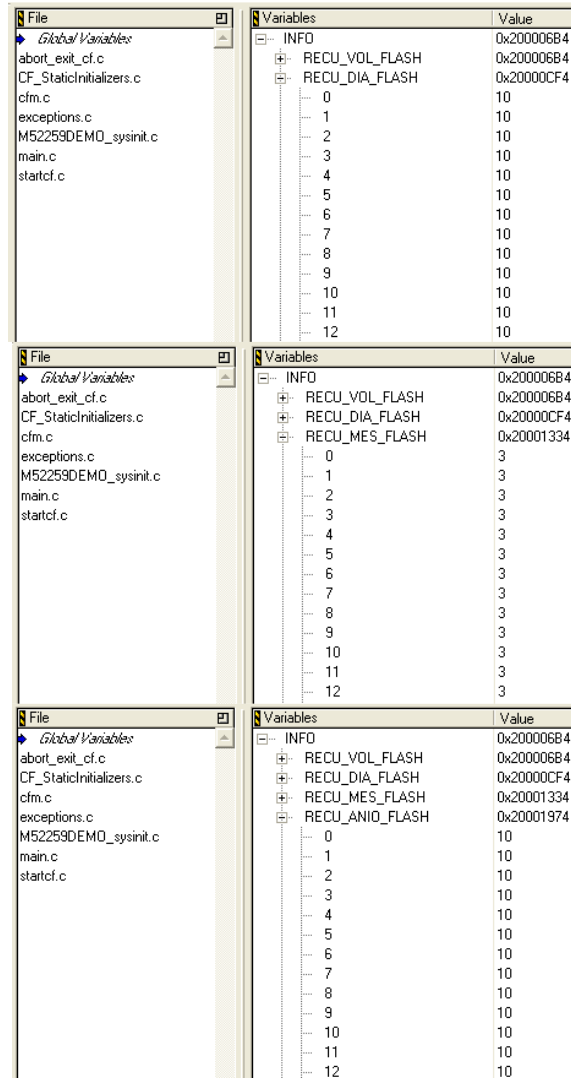 File Variables Value
Global Variables INFO 0x200006B4
abort_exit_cf.c RECU_VOL_FLASH 0x200006B4
CF_StaticInitializers.c RECU_DIA_FLASH 0x20000CF4
cfm.c 0 10
exceptions.c 1 10
M52259DEMO_sysinit.c 2 10
main.c 3 10
startcf.c 4 10
5 10
6 10
7 10
8 10
9 10
10 10
11 10
12 10
File Variables Value
Global Variables INFO 0x200006B4
abort_exit_cf.c RECU_VOL_FLASH 0x200006B4
CF_StaticInitializers.c RECU_DIA_FLASH 0x20000CF4
cfm.c RECU_MES_FLASH 0x20001334
exceptions.c 0 3
M52259DEMO_sysinit.c 1 3
main.c 2 3
startcf.c 3 3
4 3
5 3
6 3
7 3
8 3
9 3
10 3
11 3
12 3
File Variables Value
Global Variables INFO 0x200006B4
abort_exit_cf.c RECU_VOL_FLASH 0x200006B4
CF_StaticInitializers.c RECU_DIA_FLASH 0x20000CF4
cfm.c RECU_MES_FLASH 0x20001334
exceptions.c RECU_ANIO_FLASH 0x20001974
M52259DEMO_sysinit.c 0 10
main.c 1 10
startcf.c 2 10
3 10
4 10
5 10
6 10
7 10
8 10
9 10
10 10
11 10
12 10